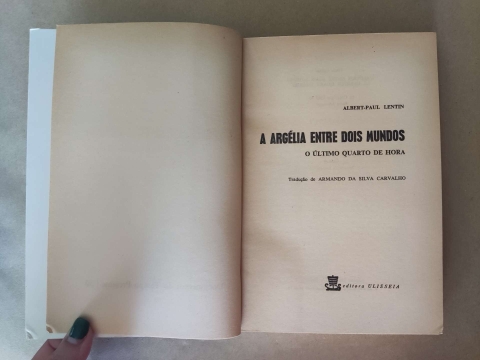 ALBERT-PAUL LENTIN
A ARGÉLIA ENTRE DOIS MUNDOS
O ÚLTIMO QUARTO DE HORA
Tradução de ARMANDO DA SILVA CARVALHO
editora ULISSEIA